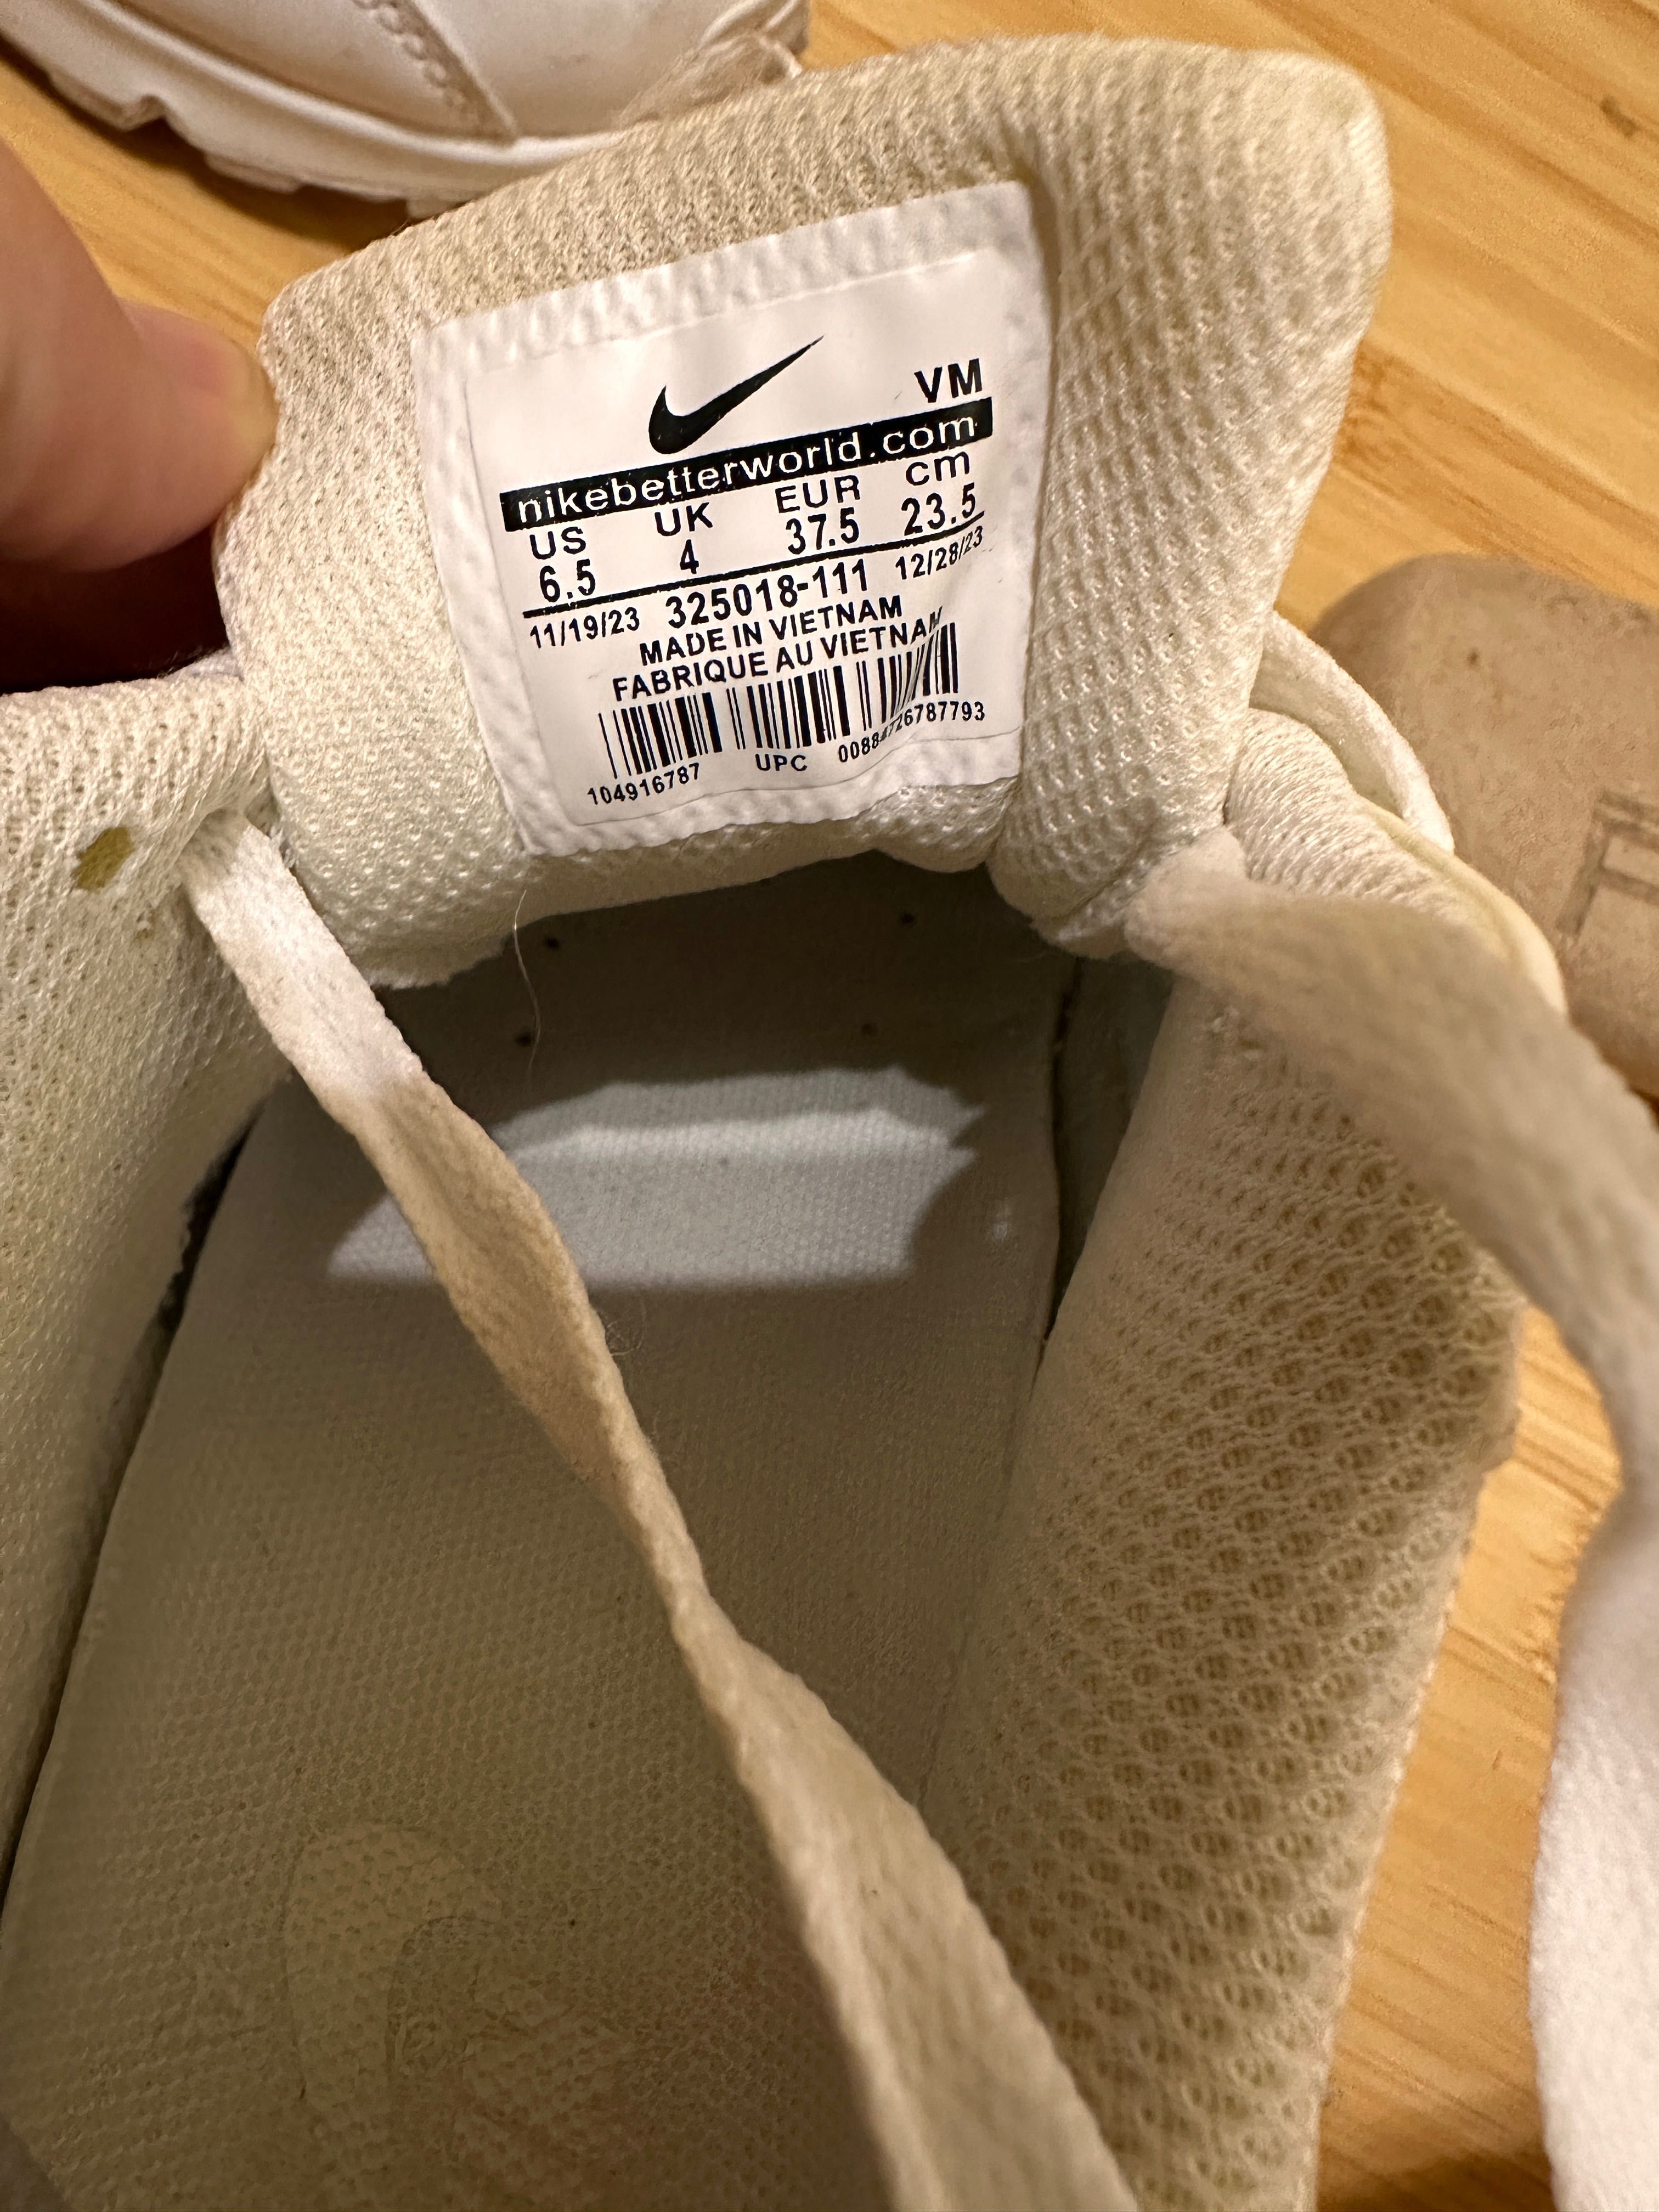 VM
nikebetterworld.com
US UK EUR cm
6.5 4 37.5 23.5
11/19/23 325018-111 12/28/23
MADE IN VIETNAM
FABRIQUE AU VIETNAM
104916787 UPC